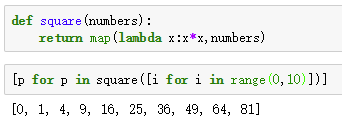 def square(numbers):
    return map(lambda x:x*x,numbers)
[p for p in square([i for i in range(0,10)])]
[0, 1, 4, 9, 16, 25, 36, 49, 64, 81]